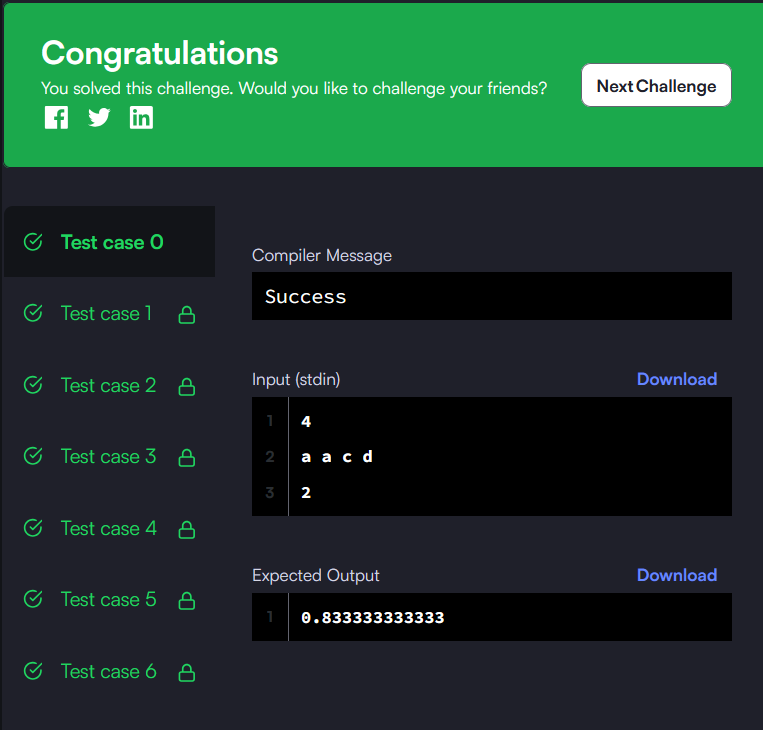 Congratulations
You solved this challenge. Would you like to challenge your friends?
Next Challenge
Test case 0
Test case 1
Test case 2
Test case 3
Test case 4
Test case 5
Test case 6
Compiler Message
Success
Input (stdin)
Download
1 4
2 a a c d
3 2
Expected Output
Download
1 0.833333333333